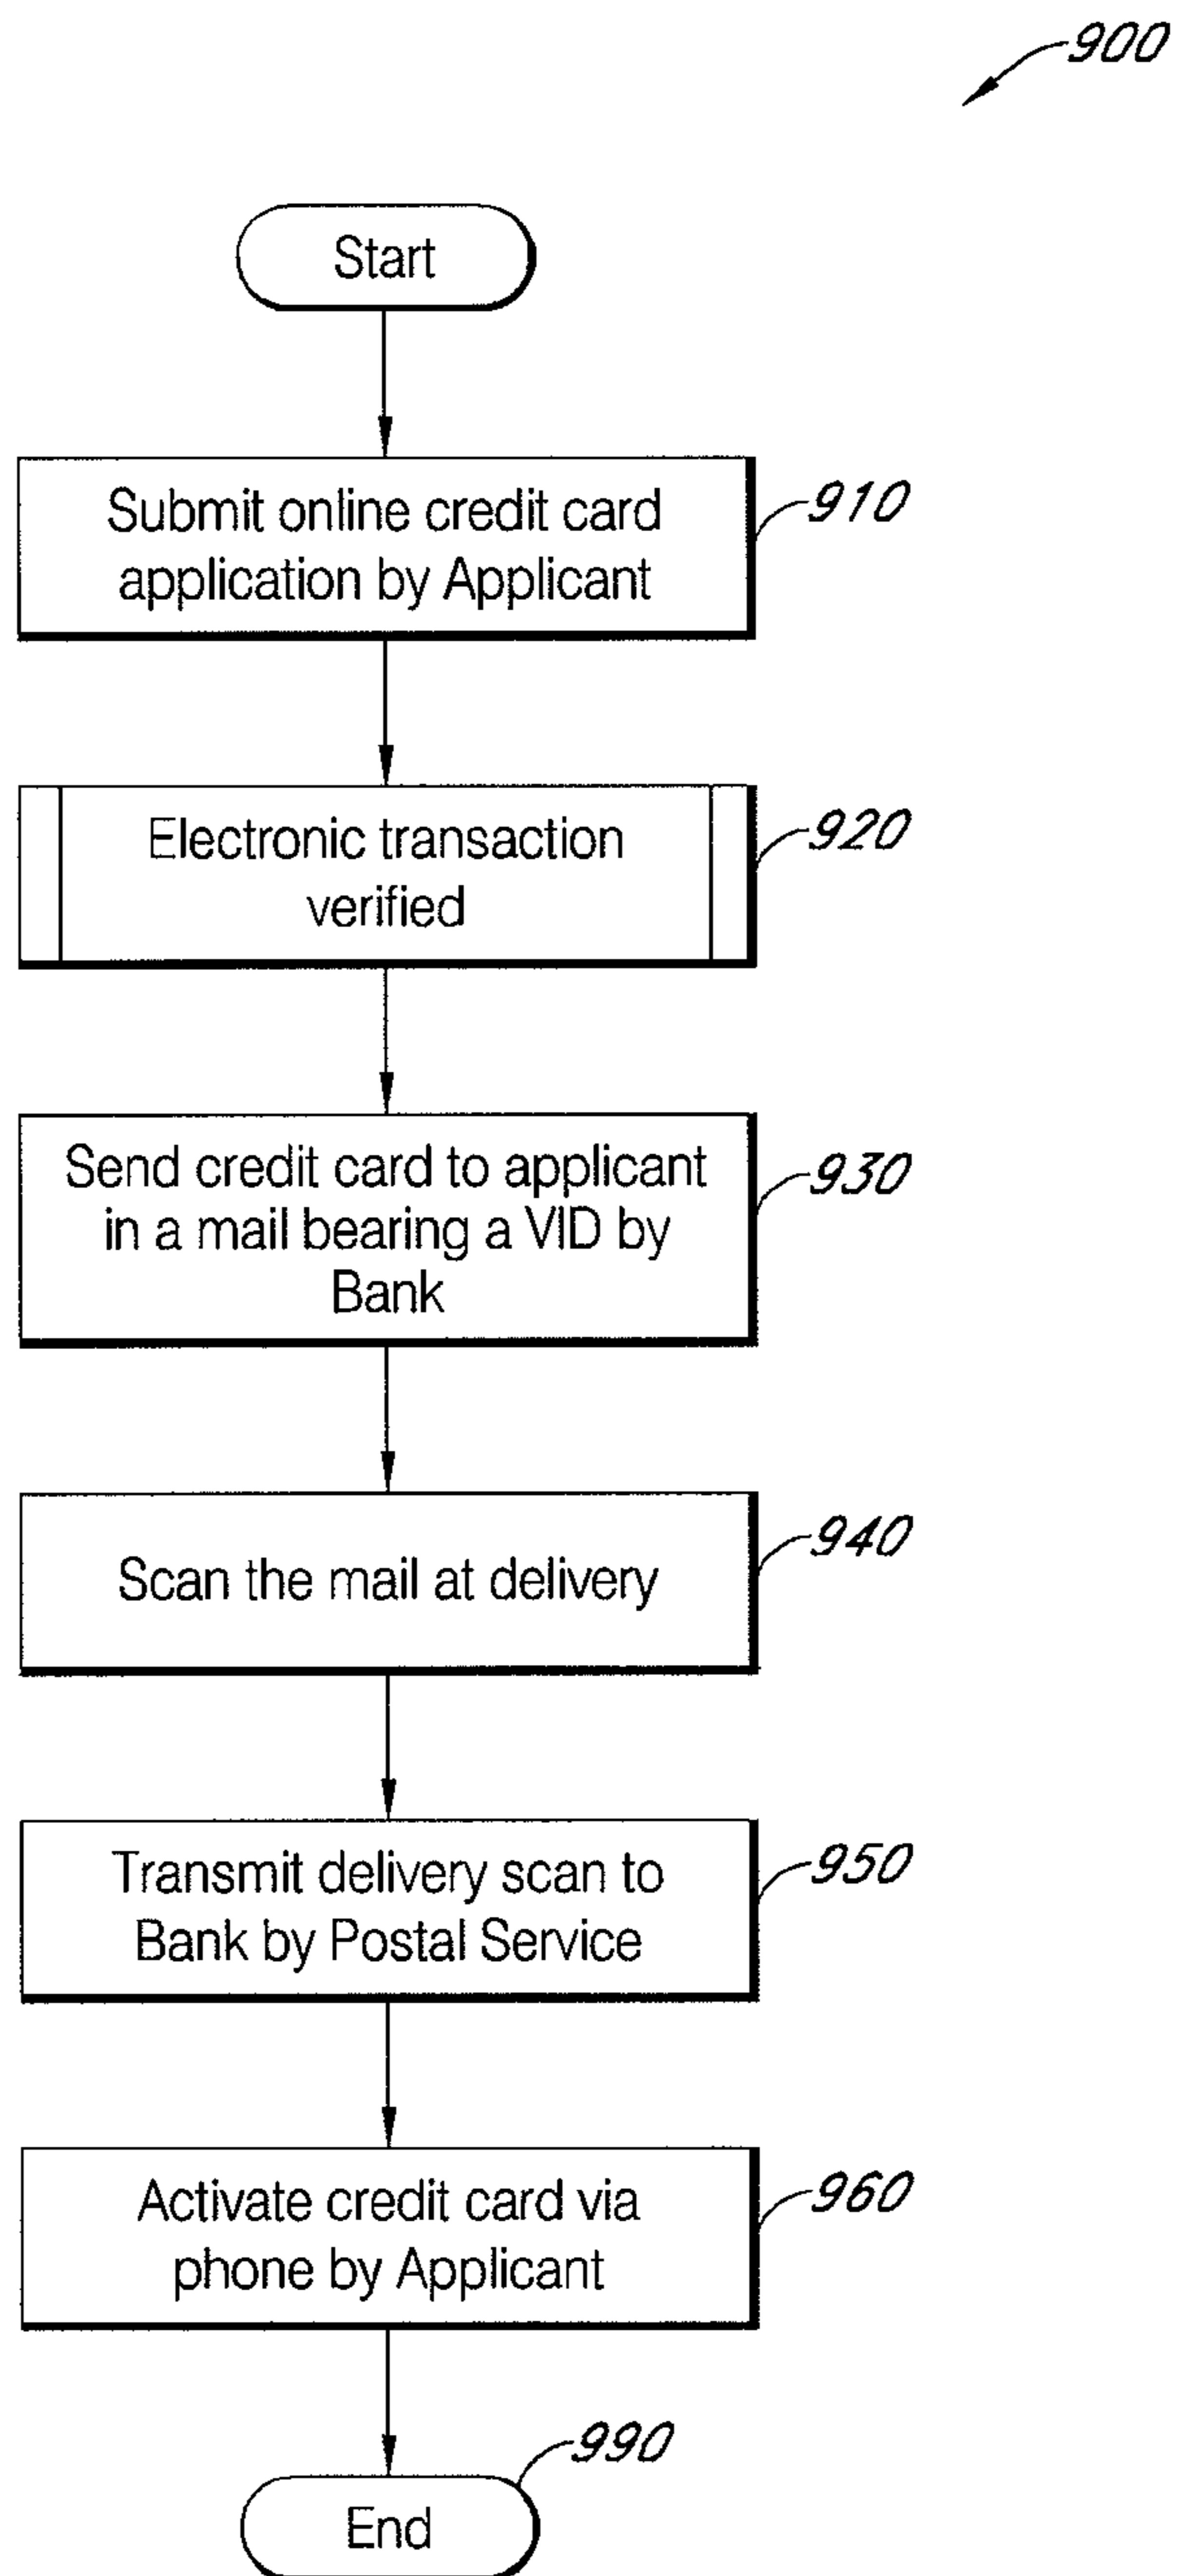 900
Start
Submit online credit card
application by Applicant
910
Electronic transaction
verified
920
Send credit card to applicant
in a mail bearing a VID by
Bank
930
Scan the mail at delivery
940
Transmit delivery scan to
Bank by Postal Service
950
Activate credit card via
phone by Applicant
960
990
End